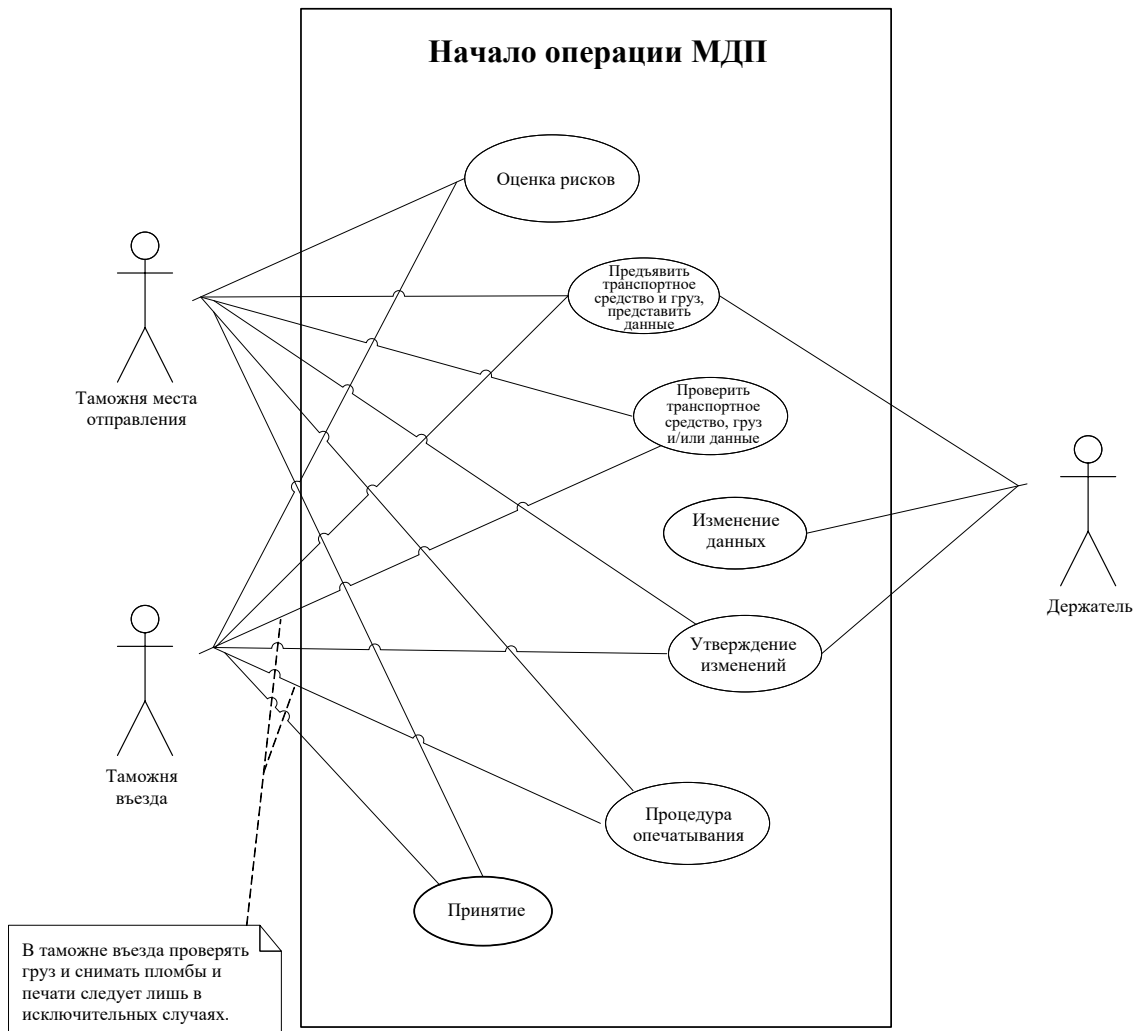 Начало операции МДП
Оценка рисков
Предъявить
транспортное
средство и груз,
представить
данные
Таможня места
отправления
Проверить
транспортное
средство, груз
и/или данные
Изменение
данных
Держатель
Утверждение
изменений
Таможня
въезда
Процедура
опечатывания
Принятие
В таможне въезда проверять
груз и снимать пломбы и
печати следует лишь в
исключительных случаях.